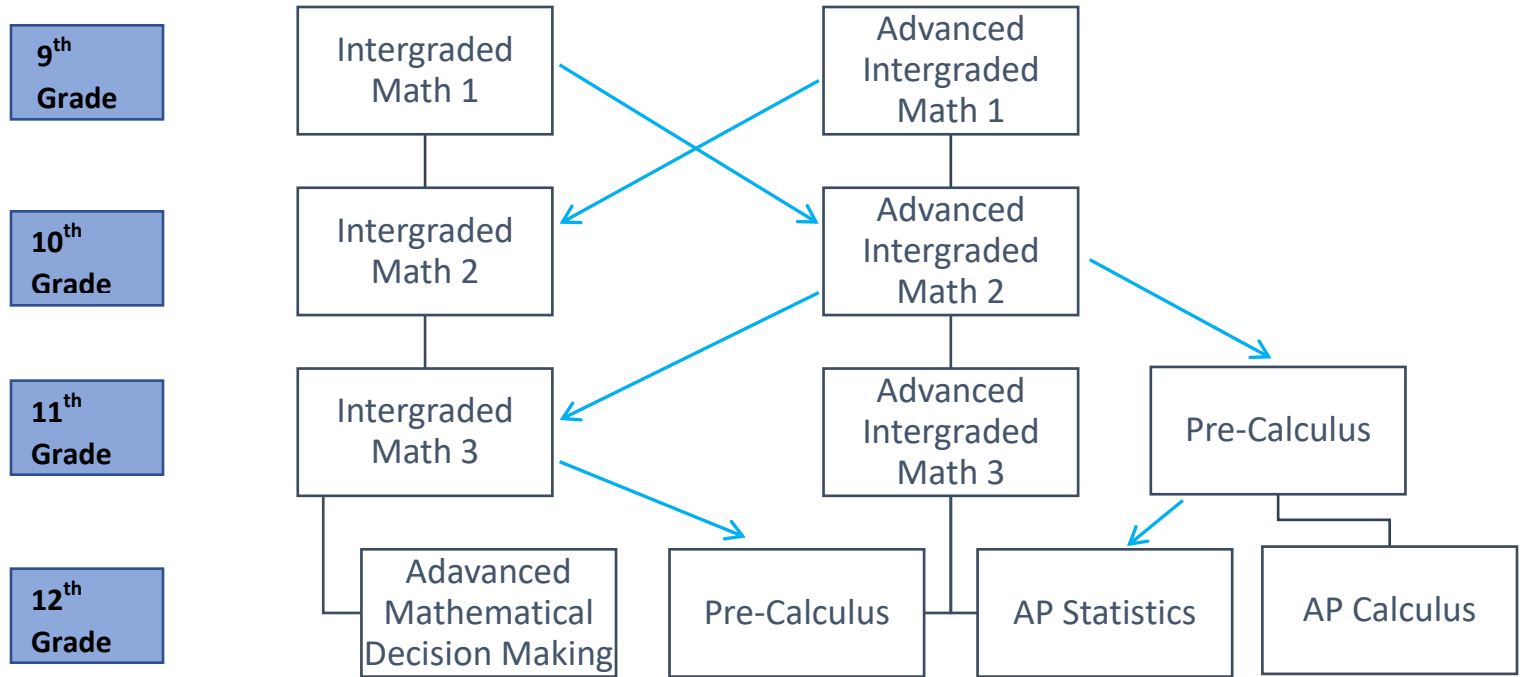 9th
Grade
Intergraded
Math 1
Advanced
Intergraded
Math 1
10th
Grade
Intergraded
Math 2
Advanced
Intergraded
Math 2
11th
Grade
Intergraded
Math 3
Advanced
Intergraded
Math 3
Pre-Calculus
12th
Grade
Adavanced
Mathematical
Decision Making
Pre-Calculus
AP Statistics
AP Calculus